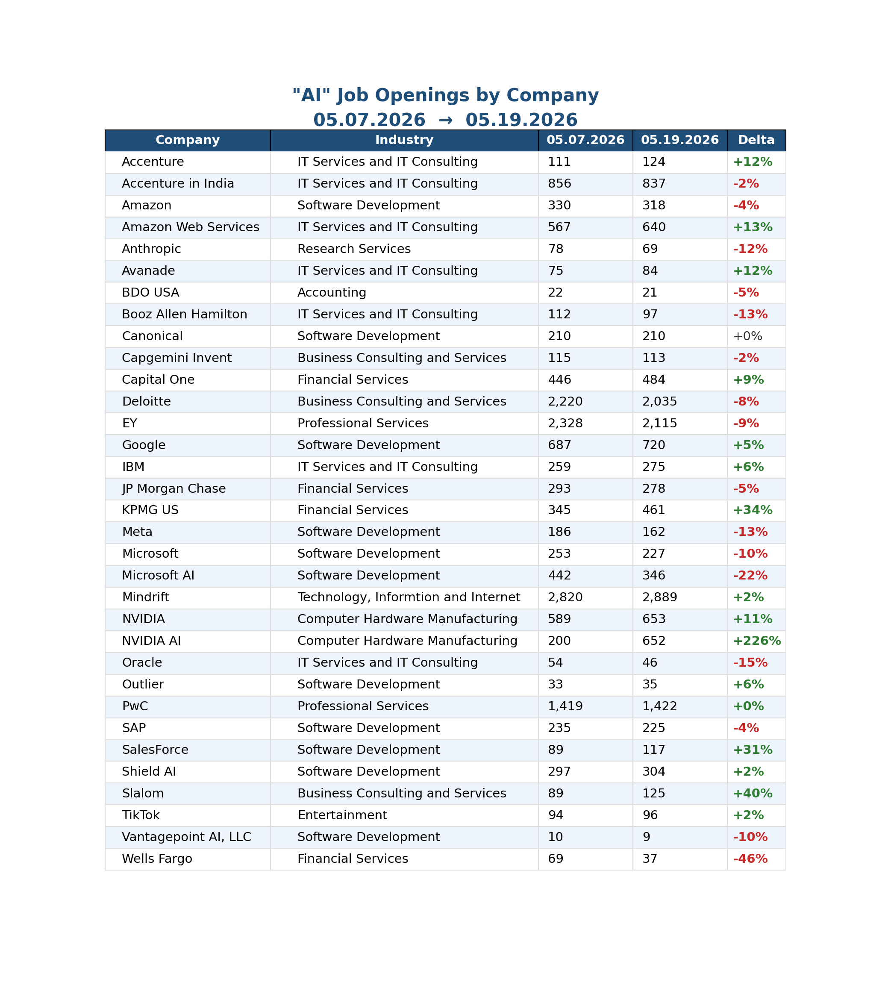 "AI" Job Openings by Company
05.07.2026 → 05.19.2026
Company Industry 05.07.2026 05.19.2026 Delta
Accenture IT Services and IT Consulting 111 124 +12%
Accenture in India IT Services and IT Consulting 856 837 -2%
Amazon Software Development 330 318 -4%
Amazon Web Services IT Services and IT Consulting 567 640 +13%
Anthropic Research Services 78 69 -12%
Avanade IT Services and IT Consulting 75 84 +12%
BDO USA Accounting 22 21 -5%
Booz Allen Hamilton IT Services and IT Consulting 112 97 -13%
Canonical Software Development 210 210 +0%
Capgemini Invent Business Consulting and Services 115 113 -2%
Capital One Financial Services 446 484 +9%
Deloitte Business Consulting and Services 2,220 2,035 -8%
EY Professional Services 2,328 2,115 -9%
Google Software Development 687 720 +5%
IBM IT Services and IT Consulting 259 275 +6%
JP Morgan Chase Financial Services 293 278 -5%
KPMG US Financial Services 345 461 +34%
Meta Software Development 186 162 -13%
Microsoft Software Development 253 227 -10%
Microsoft AI Software Development 442 346 -22%
Mindrift Technology, Informtion and Internet 2,820 2,889 +2%
NVIDIA Computer Hardware Manufacturing 589 653 +11%
NVIDIA AI Computer Hardware Manufacturing 200 652 +226%
Oracle IT Services and IT Consulting 54 46 -15%
Outlier Software Development 33 35 +6%
PwC Professional Services 1,419 1,422 +0%
SAP Software Development 235 225 -4%
SalesForce Software Development 89 117 +31%
Shield AI Software Development 297 304 +2%
Slalom Business Consulting and Services 89 125 +40%
TikTok Entertainment 94 96 +2%
Vantagepoint AI, LLC Software Development 10 9 -10%
Wells Fargo Financial Services 69 37 -46%